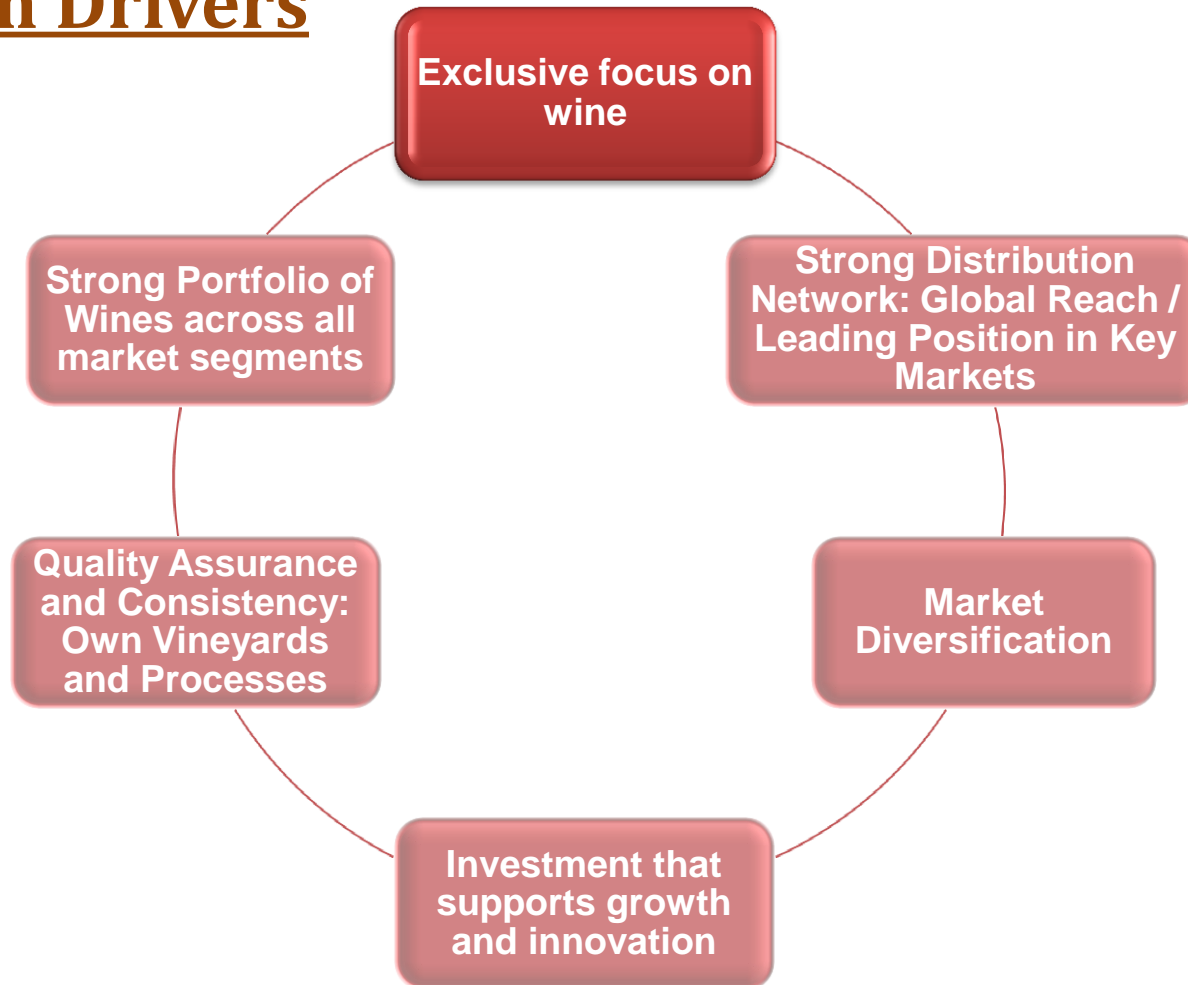 n Drivers
Exclusive focus on
wine
Strong Distribution
Network: Global Reach /
Leading Position in Key
Markets
Market
Diversification
Investment that
supports growth
and innovation
Quality Assurance
and Consistency:
Own Vineyards
and Processes
Strong Portfolio of
Wines across all
market segments